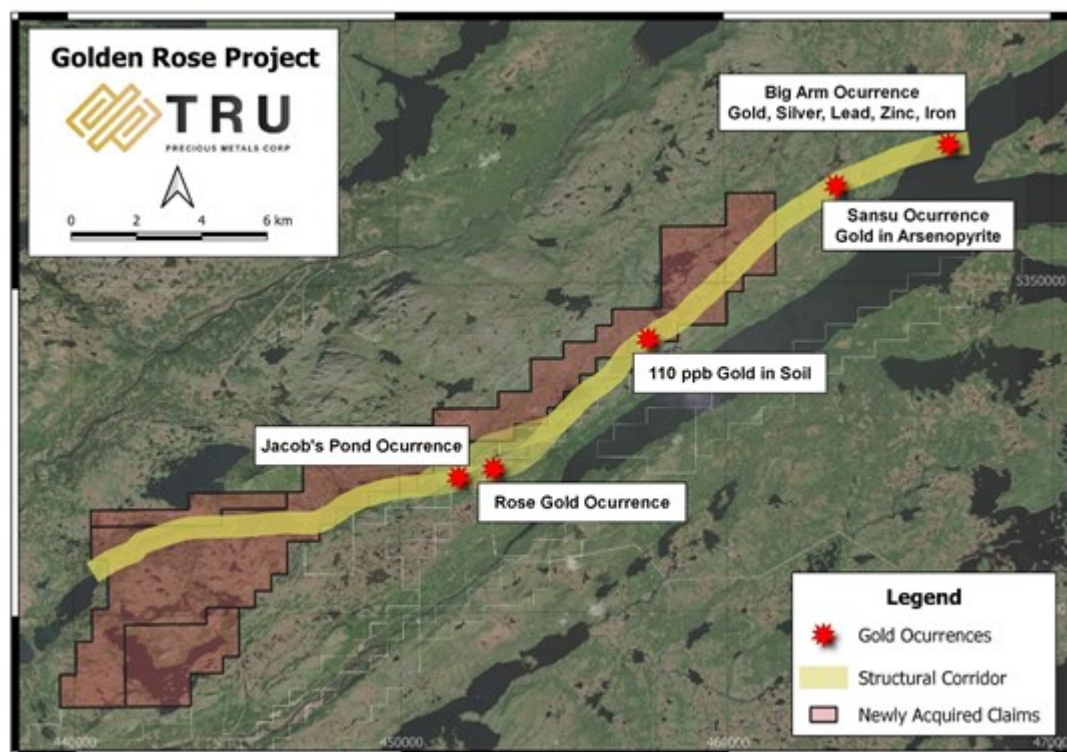 Golden Rose Project
TRU
PRECIOUS METALS CORP
0 2 4 6 km
Big Arm Ocurrence
Gold, Silver, Lead, Zinc, Iron
Sansu Ocurrence
Gold in Arsenopyrite
5350000
110 ppb Gold in Soil
Jacob's Pond Ocurrence
Rose Gold Ocurrence
Legend
Gold Ocurrences
Structural Corridor
Newly Acquired Claims
440000 450000 460000 470000